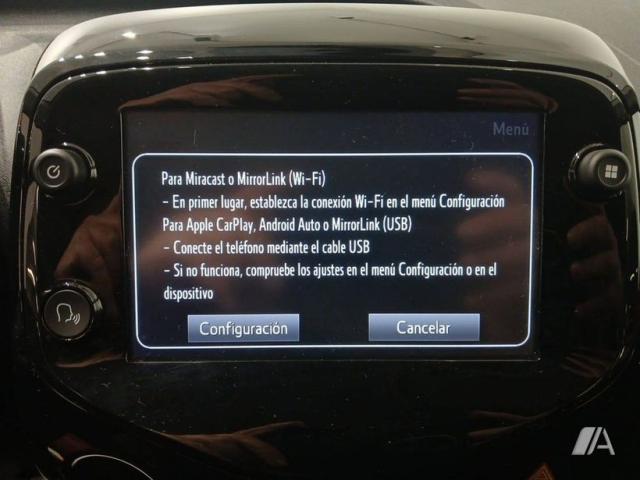 Menú
Para Miracast o MirrorLink (Wi-Fi)
- En primer lugar, establezca la conexión Wi-Fi en el menú Configuración
Para Apple CarPlay, Android Auto o MirrorLink (USB)
- Conecte el teléfono mediante el cable USB
- Si no funciona, compruebe los ajustes en el menú Configuración o en el
dispositivo
Configuración Cancelar